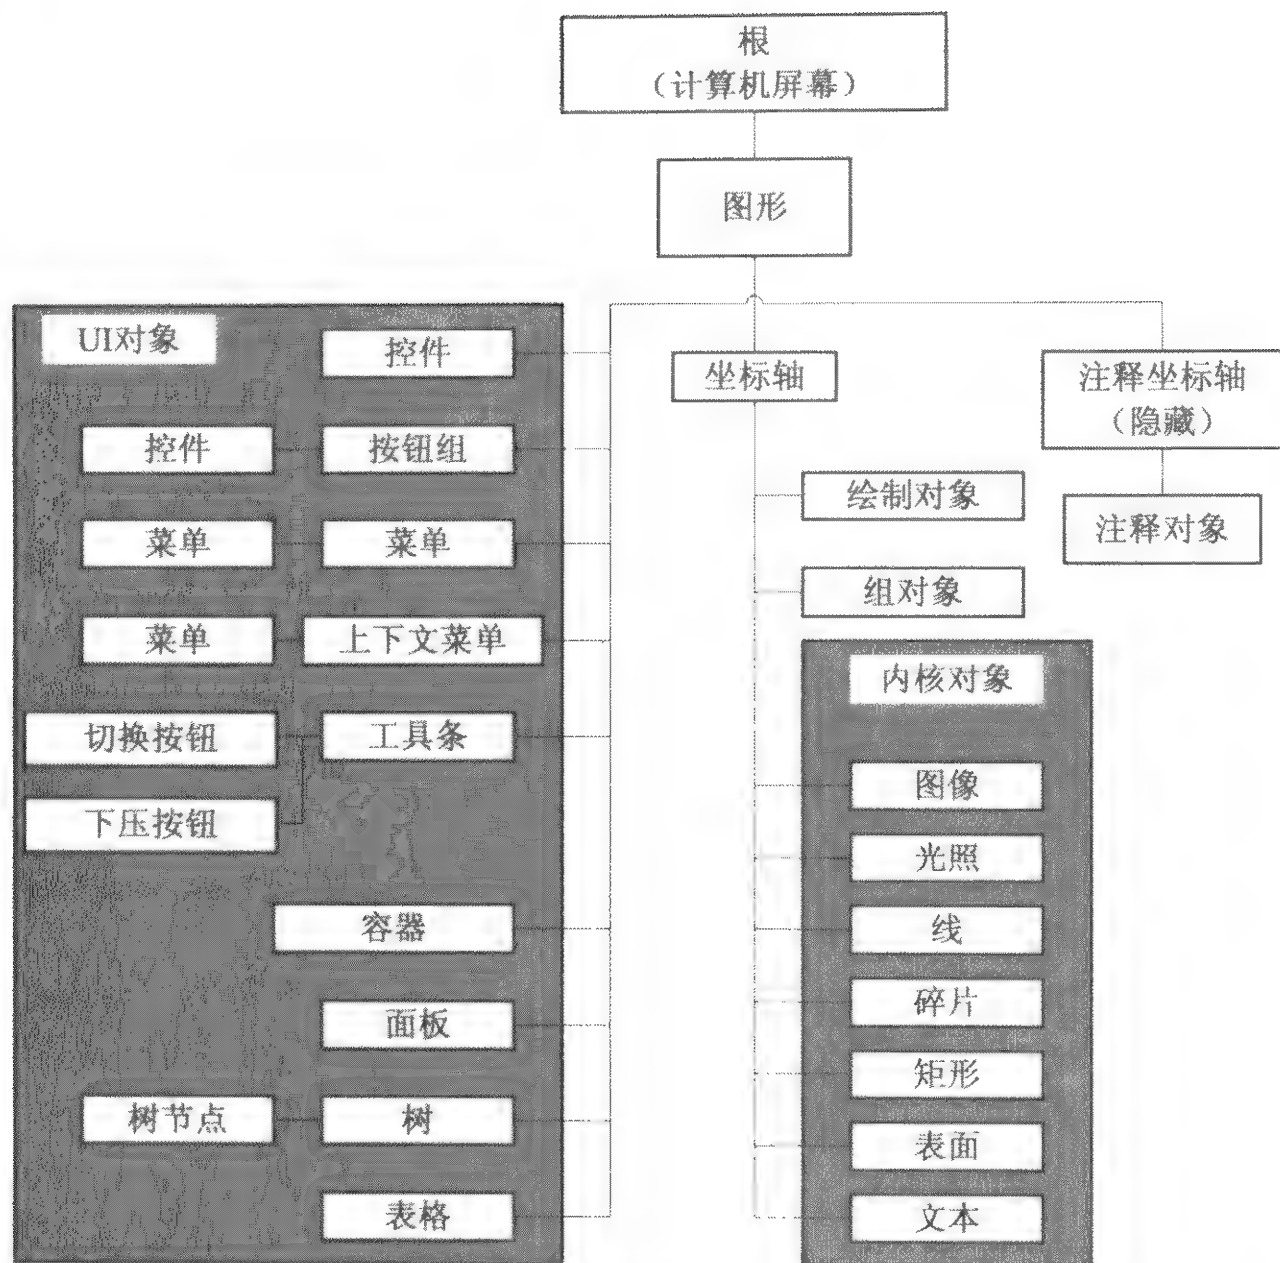 根
（计算机屏幕）
图形
UI对象
控件
坐标轴
注释坐标轴
（隐藏）
控件
按钮组
绘制对象
注释对象
菜单
菜单
组对象
菜单
上下文菜单
内核对象
切换按钮
工具条
图像
下压按钮
光照
容器
线
面板
碎片
矩形
树节点
树
表面
表格
文本